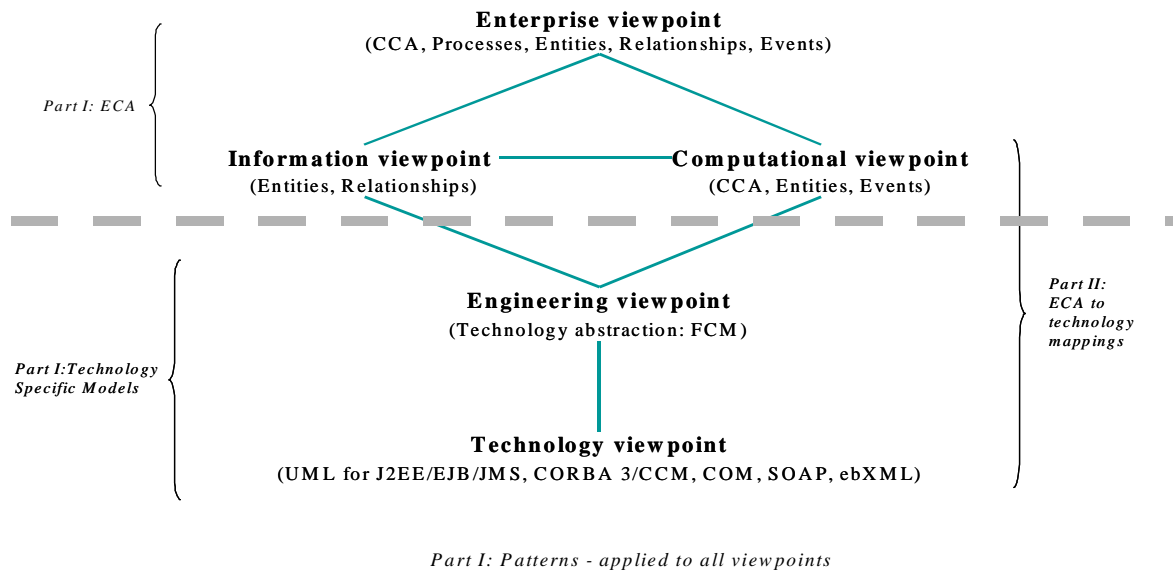 Enterprise viewpoint
(CCA, Processes, Entities, Relationships, Events)
Part I: ECA
Information viewpoint
(Entities, Relationships)
Computational viewpoint
(CCA, Entities, Events)
Engineering viewpoint
(Technology abstraction: FCM)
Part II:
ECA to
technology
mappings
Part I:Technology
Specific Models
Technology viewpoint
(UML for J2EE/EJB/JMS, CORBA 3/CCM, COM, SOAP, ebXML)
Part I: Patterns - applied to all viewpoints